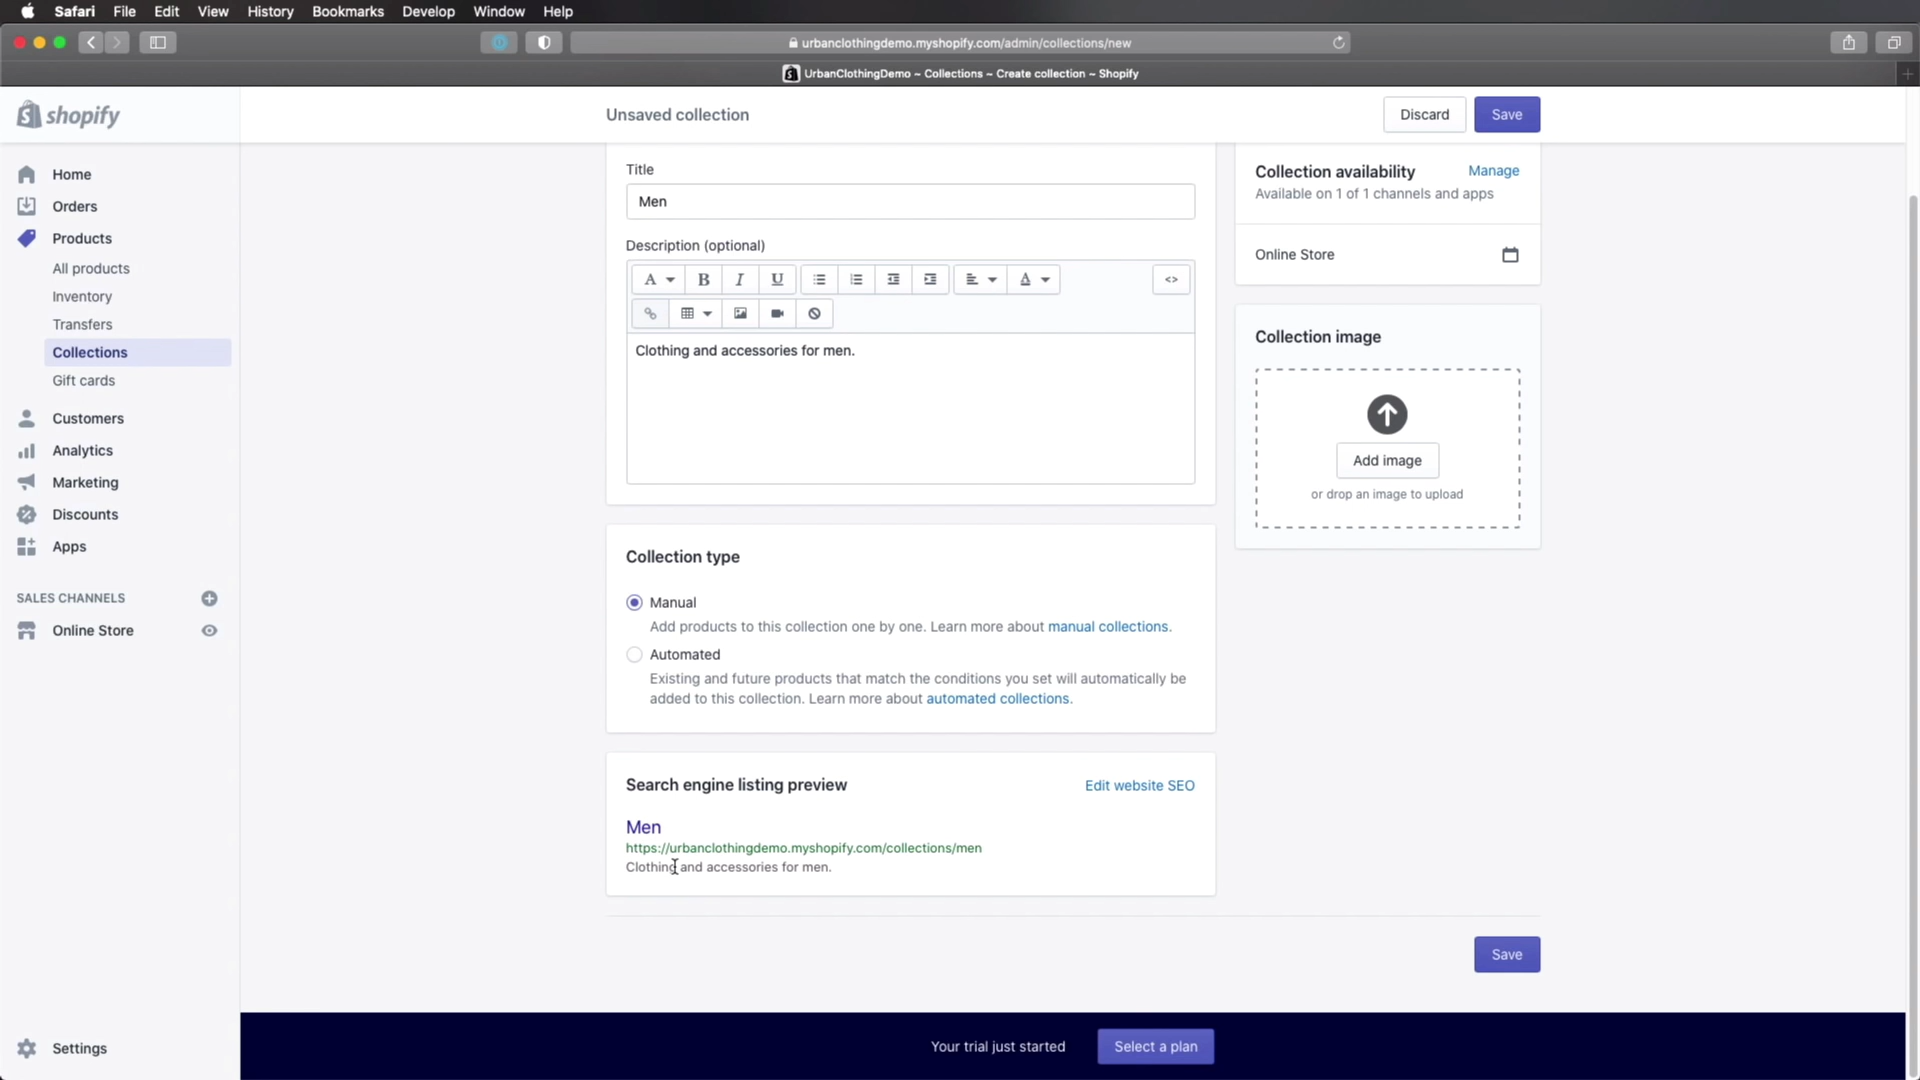 Safari File Edit View History Bookmarks Develop Window Help
urbanclothingdemo.myshopify.com/admin/collections/new
UrbanClothingDemo ~ Collections ~ Create collection ~ Shopify
shopify
Unsaved collection
Discard
Save
Home
Orders
Products
All products
Inventory
Transfers
Collections
Gift cards
Customers
Analytics
Marketing
Discounts
Apps
SALES CHANNELS
Online Store
Settings
Title
Men
Description (optional)
A B I U A <>
Clothing and accessories for men.
Collection type
Manual
Add products to this collection one by one. Learn more about manual collections.
Automated
Existing and future products that match the conditions you set will automatically be
added to this collection. Learn more about automated collections.
Search engine listing preview
Edit website SEO
Men
https://urbanclothingdemo.myshopify.com/collections/men
Clothing and accessories for men.
Collection availability
Manage
Available on 1 of 1 channels and apps
Online Store
Collection image
Add image
or drop an image to upload
Save
Your trial just started
Select a plan